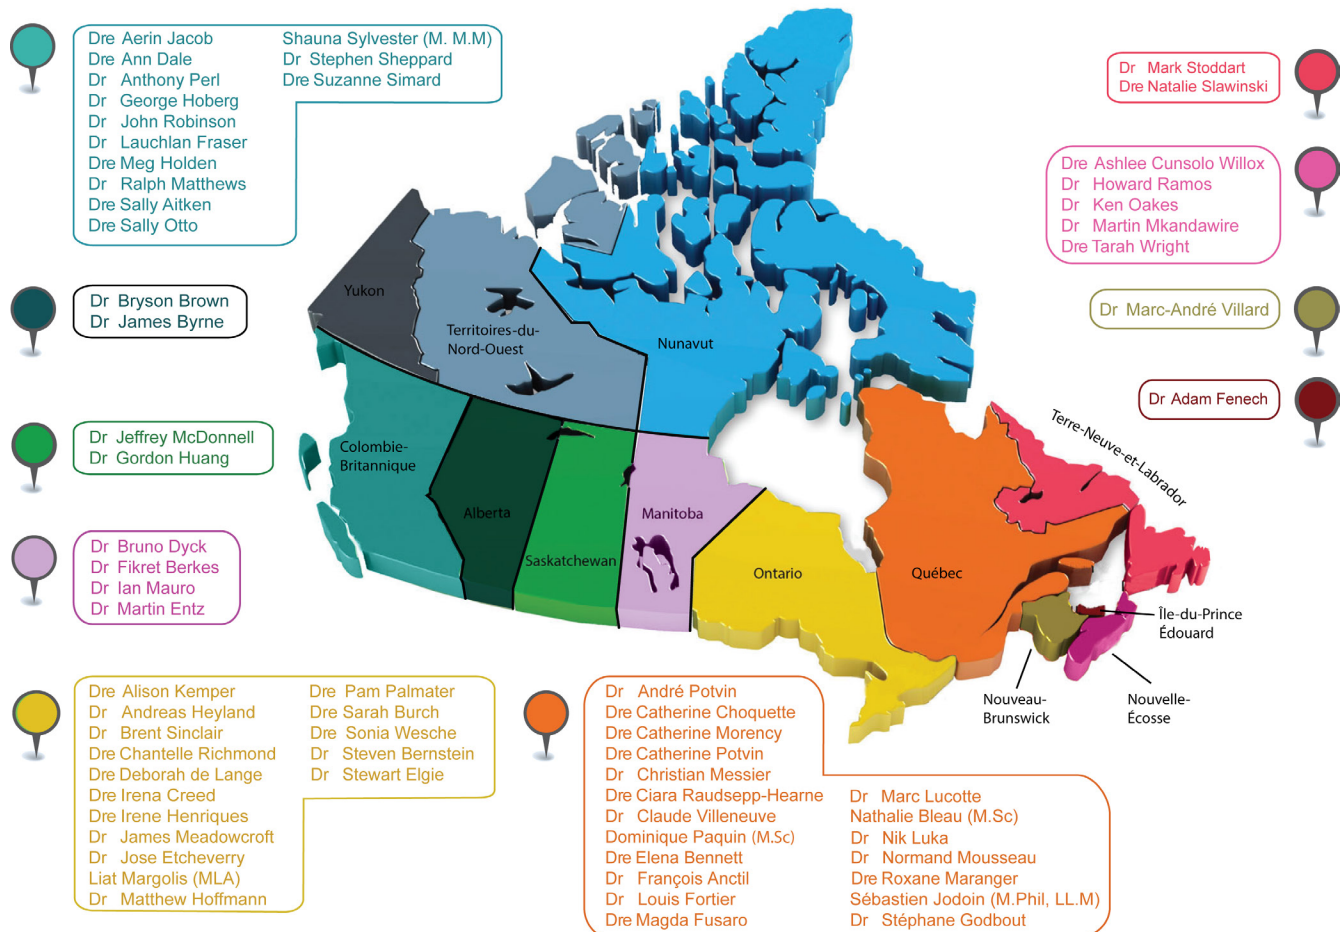 Dre Aerin Jacob
Dre Ann Dale
Dr Anthony Perl
Dr George Hoberg
Dr John Robinson
Dr Lauchlan Fraser
Dre Meg Holden
Dr Ralph Matthews
Dre Sally Aitken
Dre Sally Otto
Shauna Sylvester (M. M.M)
Dr Stephen Sheppard
Dre Suzanne Simard
Dr Bryson Brown
Dr James Byrne
Dr Jeffrey McDonnell
Dr Gordon Huang
Dr Bruno Dyck
Dr Fikret Berkes
Dr Ian Mauro
Dr Martin Entz
Dr Mark Stoddart
Dre Natalie Slawinski
Dre Ashlee Cunsolo Willox
Dr Howard Ramos
Dr Ken Oakes
Dr Martin Mkandawire
Dre Tarah Wright
Dr Marc-André Villard
Dr Adam Fenech
Yukon
Territoires-du-
Nord-Ouest
Nunavut
Colombie-
Britannique
Alberta
Saskatchewan
Manitoba
Ontario
Québec
Terre-Neuve-et-Labrador
Île-du-Prince
Édouard
Nouveau-
Brunswick
Nouvelle-
Écosse
Dre Alison Kemper
Dr Andreas Heyland
Dr Brent Sinclair
Dre Chantelle Richmond
Dre Deborah de Lange
Dre Irena Creed
Dre Irene Henriques
Dr James Meadowcroft
Dr Jose Etcheverry
Liat Margolis (MLA)
Dr Matthew Hoffmann
Dre Pam Palmater
Dre Sarah Burch
Dre Sonia Wesche
Dr Steven Bernstein
Dr Stewart Elgie
Dr André Potvin
Dre Catherine Choquette
Dre Catherine Morency
Dre Catherine Potvin
Dr Christian Messier
Dre Ciara Raudsepp-Hearne
Dr Claude Villeneuve
Dominique Paquin (M.Sc)
Dre Elena Bennett
Dr François Anctil
Dr Louis Fortier
Dre Magda Fusaro
Dr Marc Lucotte
Nathalie Bleau (M.Sc)
Dr Nik Luka
Dr Normand Mousseau
Dre Roxane Maranger
Sébastien Jodoin (M.Phil, LL.M)
Dr Stéphane Godbout